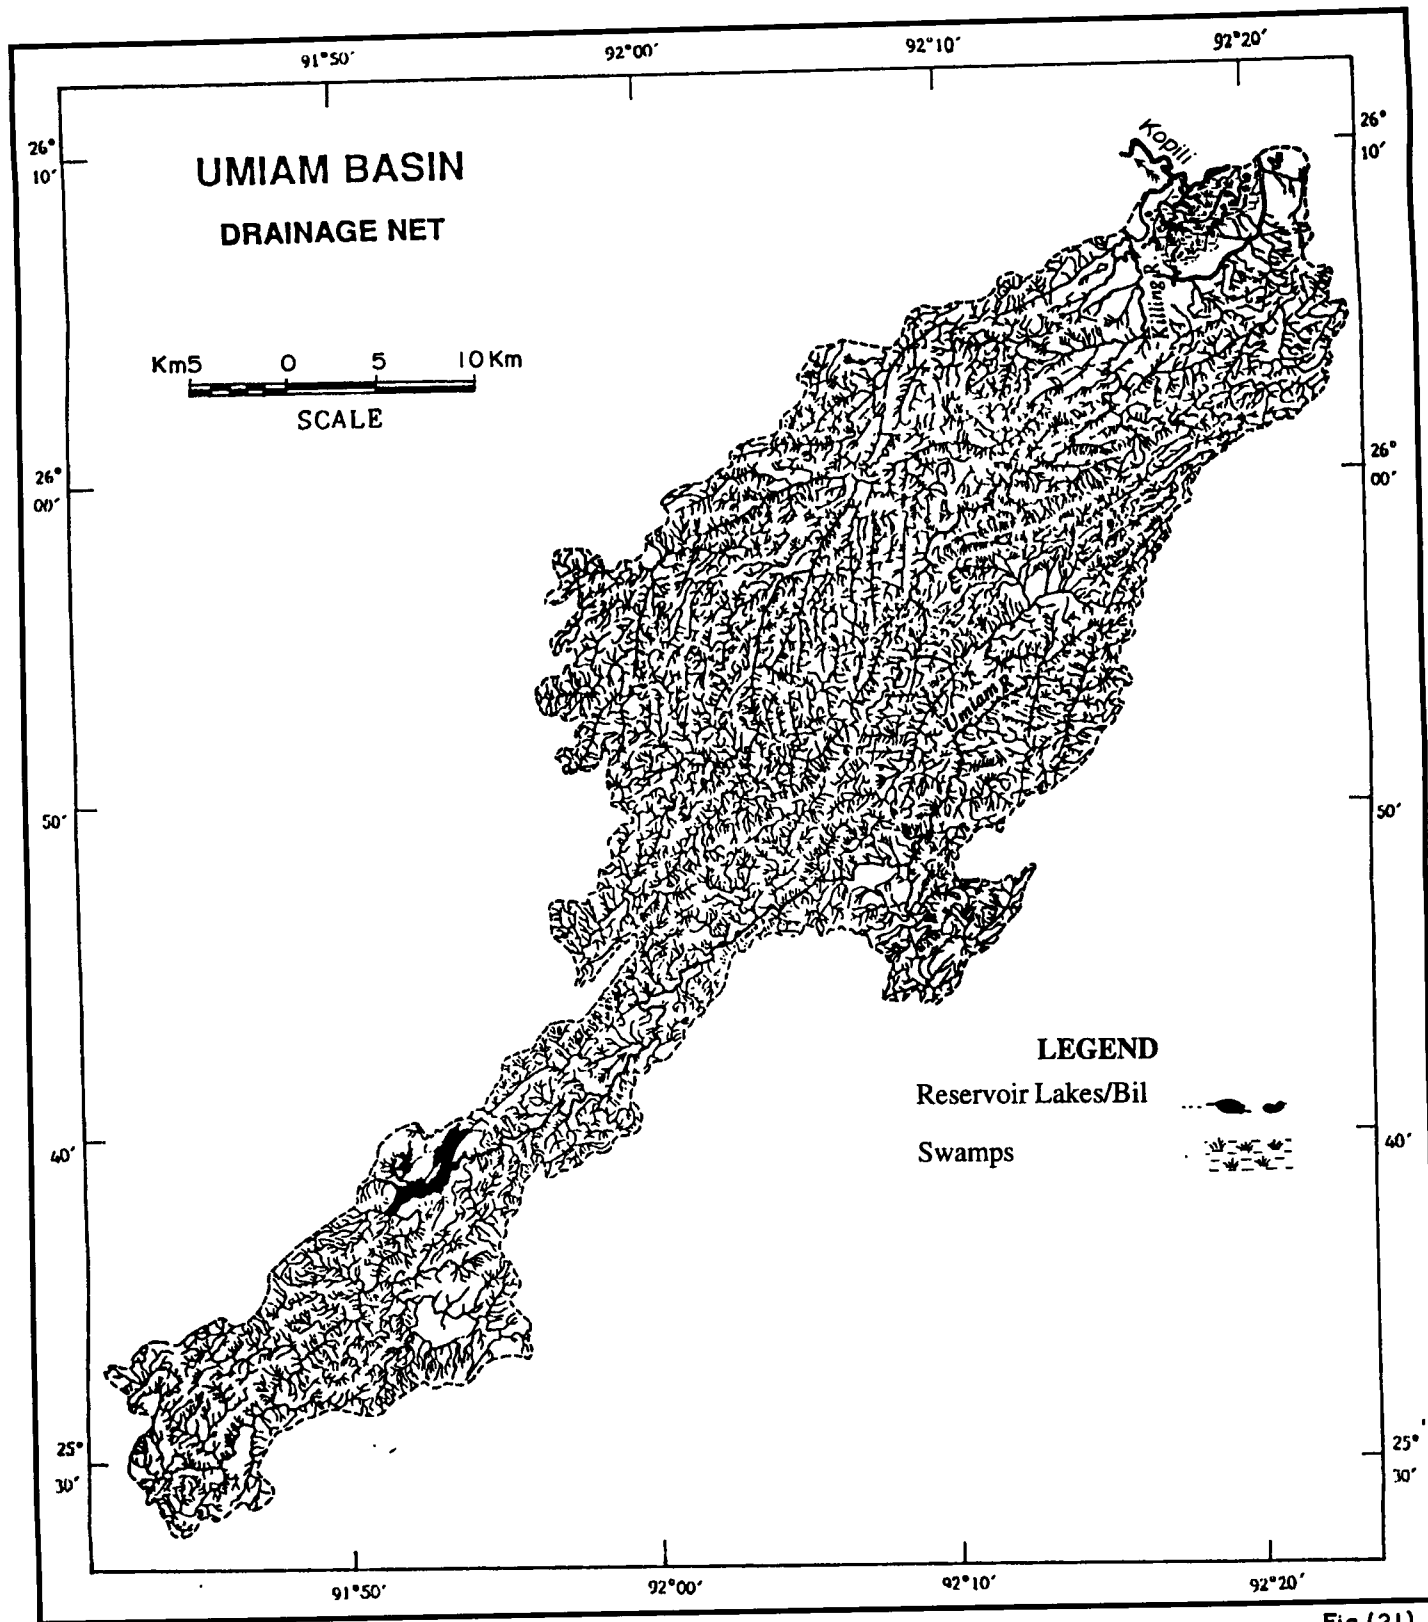 91°50′ 92°00′ 92°10′ 92°20′
26°
10′
26°
10′
Kopili
UMIAM BASIN
DRAINAGE NET
Killing R
Km5 0 5 10 Km
SCALE
26°
00′
26°
00′
Umiam R
50′ 50′
LEGEND
Reservoir Lakes/Bil
Swamps
40′ 40′
25°
30′
25°
30′
91°50′ 92°00′ 92°10′ 92°20′
Fig (21)